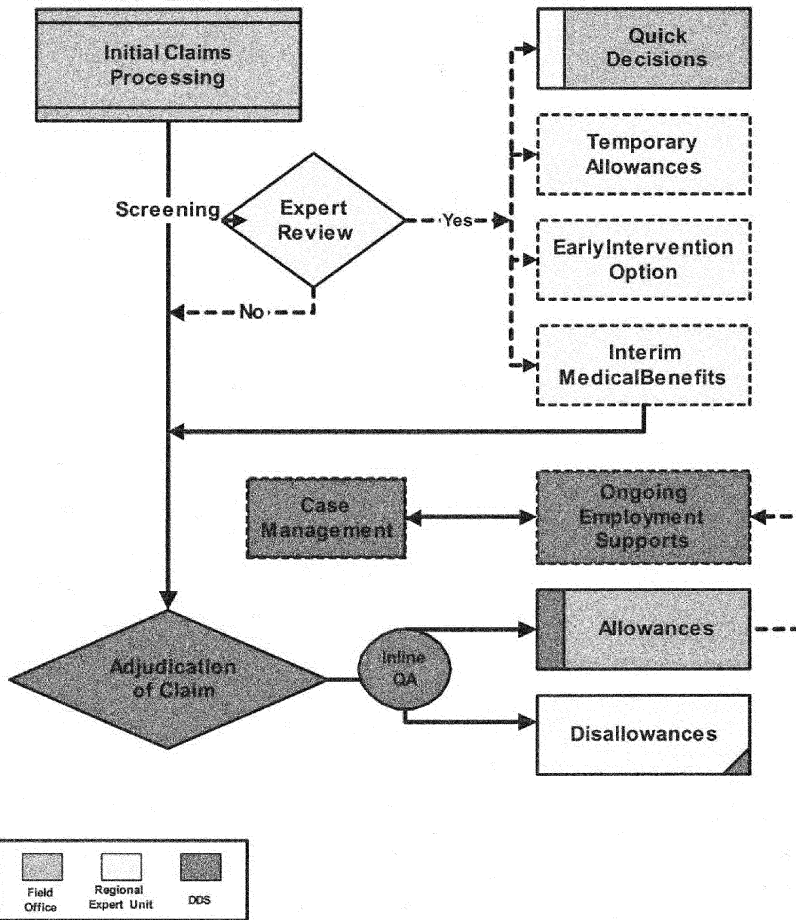 Initial Claims
Processing
Quick
Decisions
Temporary
Allowances
Screening
Expert
Review
Yes
EarlyIntervention
Option
No
Interim
MedicalBenefits
Case
Management
Ongoing
Employment
Supports
Adjudication
of Claim
Inline
QA
Allowances
Disallowances
Field
Office
Regional
Expert Unit
DDS